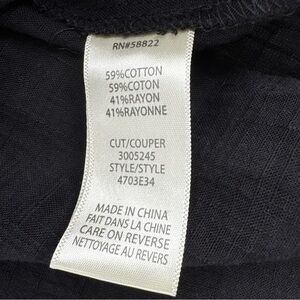 RN#58822
59%COTTON
59%COTON
41%RAYON
41%RAYONNE
CUT/COUPER
3005245
STYLE/STYLE
4703E34
MADE IN CHINA
FAIT DANS LA CHINE
CARE ON REVERSE
NETTOYAGE AU REVERS